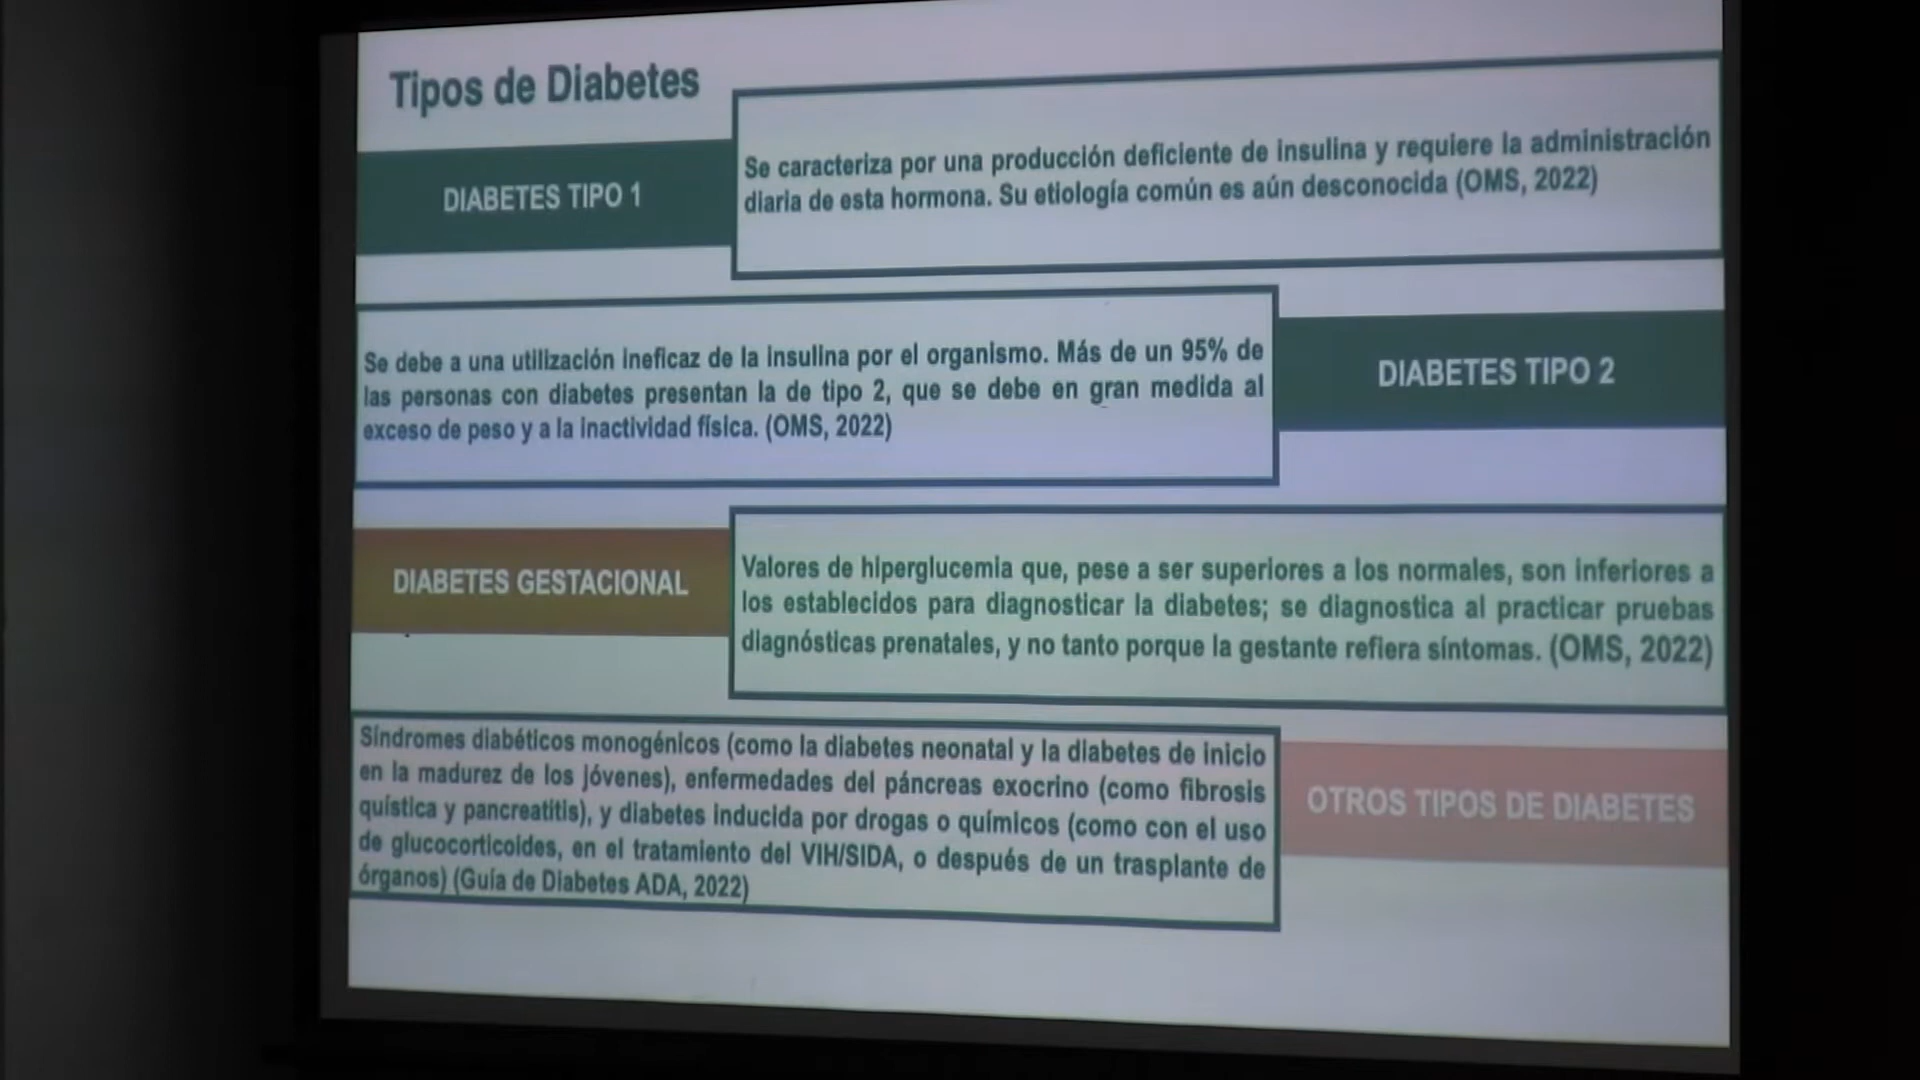 Tipos de Diabetes
DIABETES TIPO 1
Se caracteriza por una producción deficiente de insulina y requiere la administración
diaria de esta hormona. Su etiología común es aún desconocida (OMS, 2022)
Se debe a una utilización ineficaz de la insulina por el organismo. Más de un 95% de
las personas con diabetes presentan la de tipo 2, que se debe en gran medida al
exceso de peso y a la inactividad física. (OMS, 2022)
DIABETES TIPO 2
DIABETES GESTACIONAL
Valores de hiperglucemia que, pese a ser superiores a los normales, son inferiores a
los establecidos para diagnosticar la diabetes; se diagnostica al practicar pruebas
diagnósticas prenatales, y no tanto porque la gestante refiera síntomas. (OMS, 2022)
Síndromes diabéticos monogénicos (como la diabetes neonatal y la diabetes de inicio
en la madurez de los jóvenes), enfermedades del páncreas exocrino (como fibrosis
quística y pancreatitis), y diabetes inducida por drogas o químicos (como con el uso
de glucocorticoides, en el tratamiento del VIH/SIDA, o después de un trasplante de
órganos) (Guía de Diabetes ADA, 2022)
OTROS TIPOS DE DIABETES